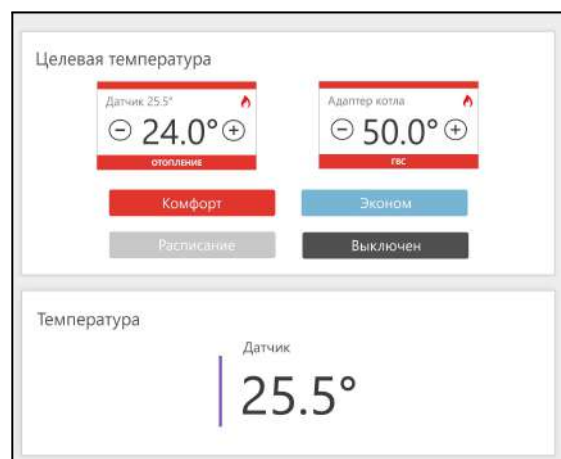 Целевая температура
Датчик 25.5° Адаптер котла
− 24.0° + − 50.0° +
ОТОПЛЕНИЕ ГВС
Комфорт Эконом
Расписание Выключен
Температура
Датчик
25.5°